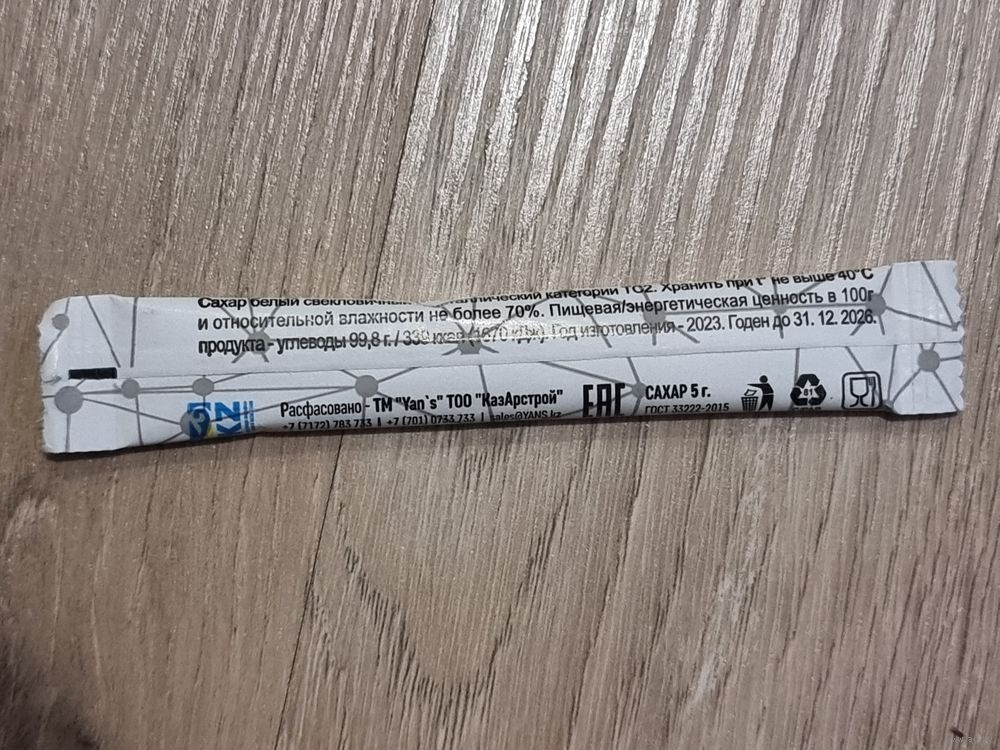 Сахар белый свекловичный категории ТС2. Хранить при t° не выше 40°С
и относительной влажности не более 70%. Пищевая/энергетическая ценность в 100г
продукта - углеводы 99,8 г. / 339 ккал (1670 кДж). Год изготовления - 2023. Годен до 31. 12. 2026.
Расфасовано - ТМ "Yan`s" ТОО "КазАрстрой"
+7 (7172) 783 733 | +7 (701) 0733 733 | sales@YANS.kz
EAC
САХАР 5 г.
ГОСТ 33222-2015
81